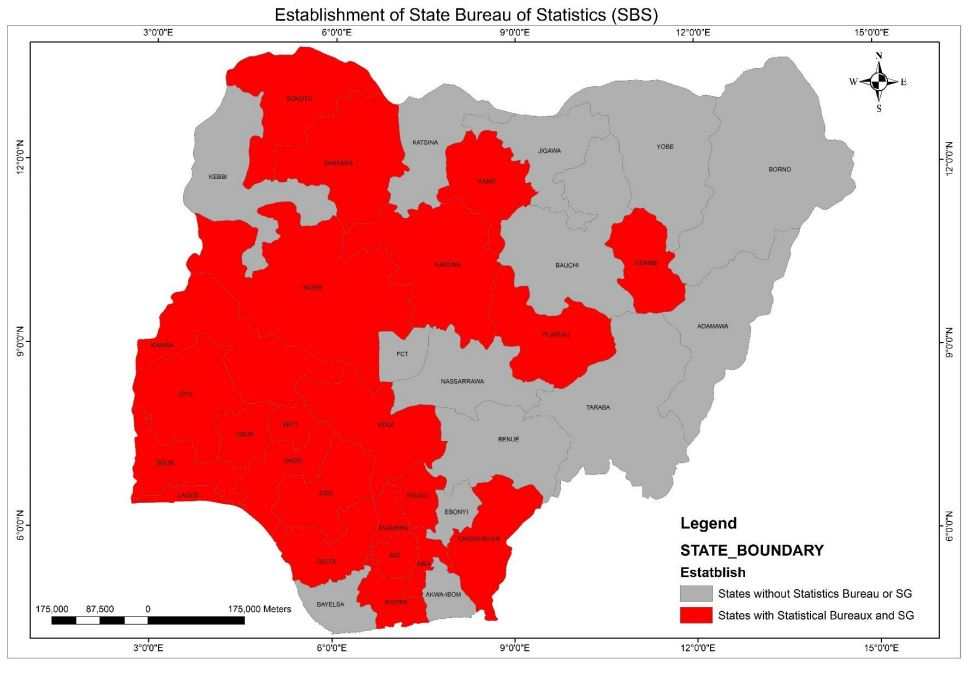 Establishment of State Bureau of Statistics (SBS)
3°0'0"E 6°0'0"E 9°0'0"E 12°0'0"E 15°0'0"E
N
W E
S
SOKOTO
KATSINA
JIGAWA
YOBE
12°0'0"N
12°0'0"N
ZAMFARA
BORNO
KEBBI
KANO
KADUNA
BAUCHI
GOMBE
NIGER
ADAMAWA
PLATEAU
9°0'0"N
9°0'0"N
KWARA
FCT
NASSARRAWA
OYO
TARABA
KOGI
OSUN
EKITI
BENUE
OGUN
ONDO
LAGOS
EDO
ENUGU
EBONYI
6°0'0"N
6°0'0"N
ANAMBRA
CROSS RIVER
IMO
DELTA
ABIA
AKWA-IBOM
BAYELSA
RIVERS
Legend
STATE_BOUNDARY
Estatblish
States without Statistics Bureau or SG
States with Statistical Bureaux and SG
175,000 87,500 0 175,000 Meters
3°0'0"E 6°0'0"E 9°0'0"E 12°0'0"E 15°0'0"E